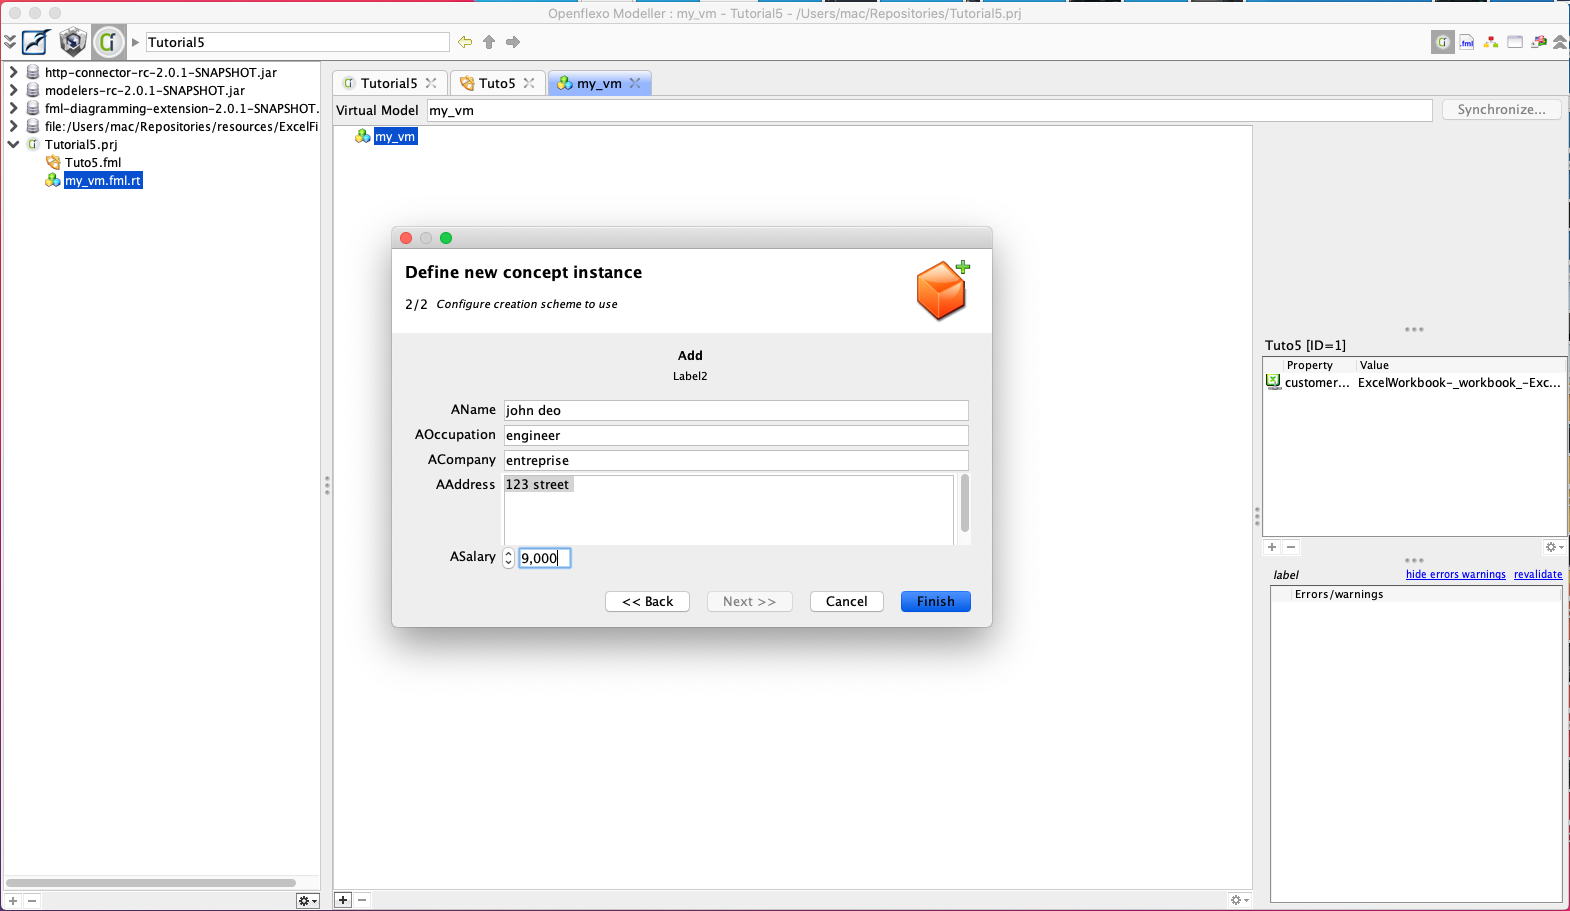 Openflexo Modeller : my_vm - Tutorial5 - /Users/mac/Repositories/Tutorial5.prj
Tutorial5
.fml
http-connector-rc-2.0.1-SNAPSHOT.jar
modelers-rc-2.0.1-SNAPSHOT.jar
fml-diagramming-extension-2.0.1-SNAPSHOT.
file:/Users/mac/Repositories/resources/ExcelFi
Tutorial5.prj
Tuto5.fml
my_vm.fml.rt
Tutorial5 Tuto5 my_vm
Virtual Model my_vm Synchronize...
my_vm
Define new concept instance
2/2 Configure creation scheme to use
Add
Label2
AName john deo
AOccupation engineer
ACompany entreprise
AAddress 123 street
ASalary 9,000
<< Back Next >> Cancel Finish
Tuto5 [ID=1]
Property Value
customer... ExcelWorkbook-_workbook_-Exc...
label hide errors warnings revalidate
Errors/warnings